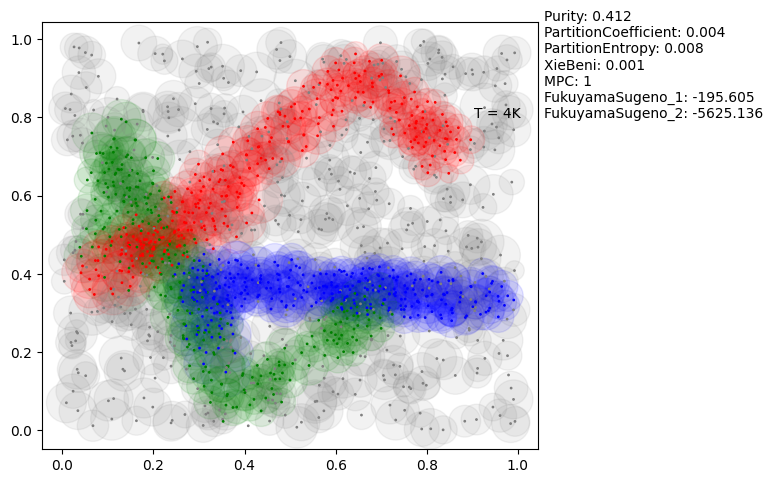 Purity: 0.412
PartitionCoefficient: 0.004
PartitionEntropy: 0.008
XieBeni: 0.001
MPC: 1
FukuyamaSugeno_1: -195.605
FukuyamaSugeno_2: -5625.136
T*= 4K
1.0
0.8
0.6
0.4
0.2
0.0
0.0 0.2 0.4 0.6 0.8 1.0